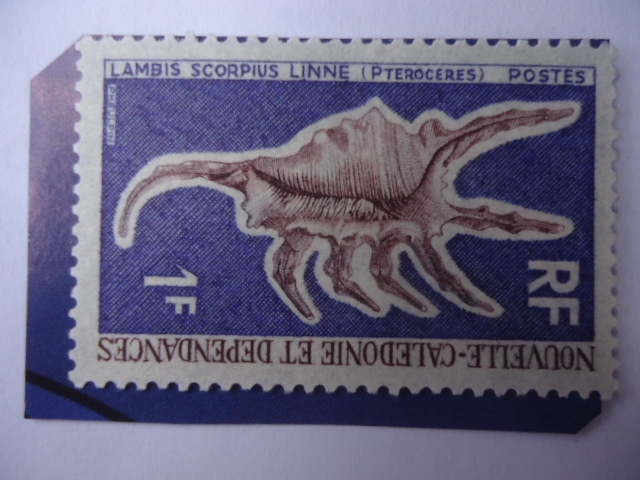 LAMBIS SCORPIUS LINNE (PTEROCERES) POSTES
1F
RF
NOUVELLE-CALEDONIE ET DEPENDANCES